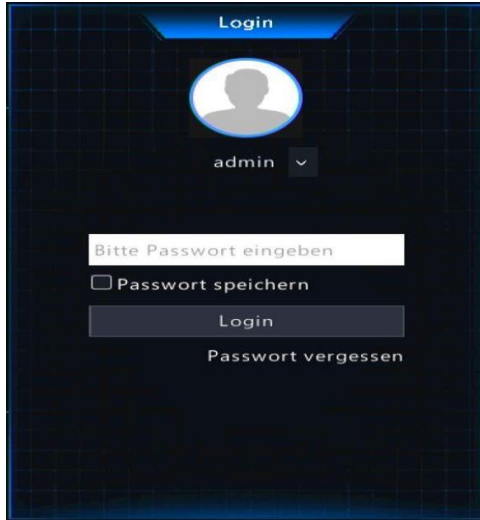 Login
admin
Bitte Passwort eingeben
Passwort speichern
Login
Passwort vergessen